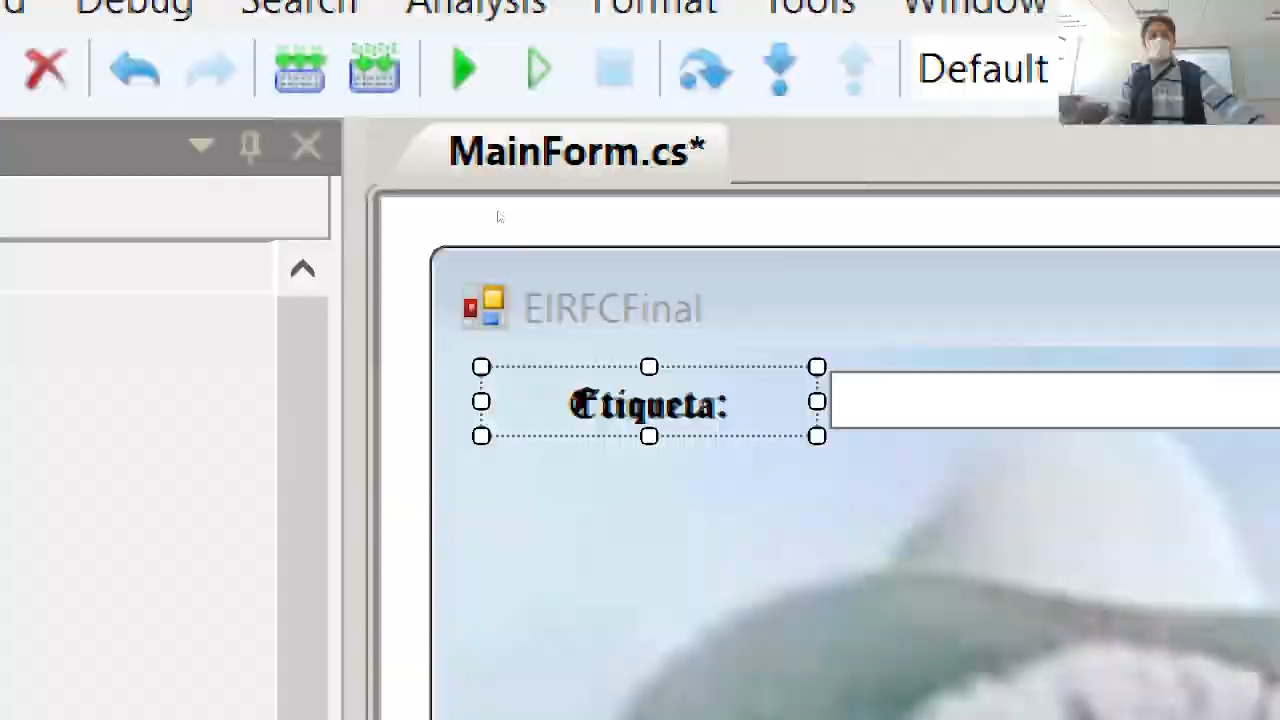 Debug Search Analysis Format Tools Window
Default
MainForm.cs*
EIRFCFinal
Etiqueta: